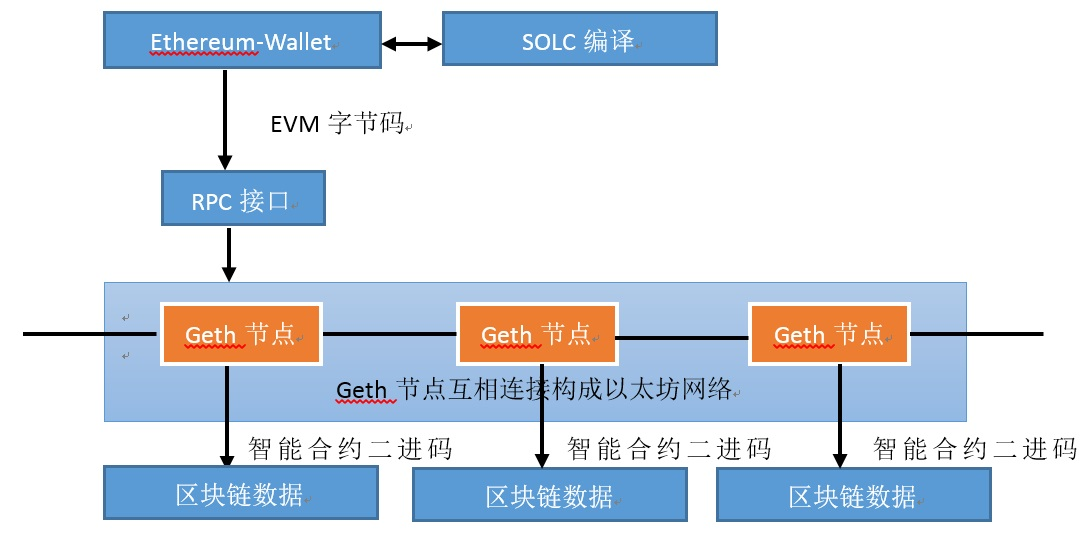 Ethereum-Wallet
SOLC 编译
EVM 字节码
RPC 接口
Geth 节点
Geth 节点
Geth 节点
Geth 节点互相连接构成以太坊网络
智能合约二进码
智能合约二进码
智能合约二进码
区块链数据
区块链数据
区块链数据